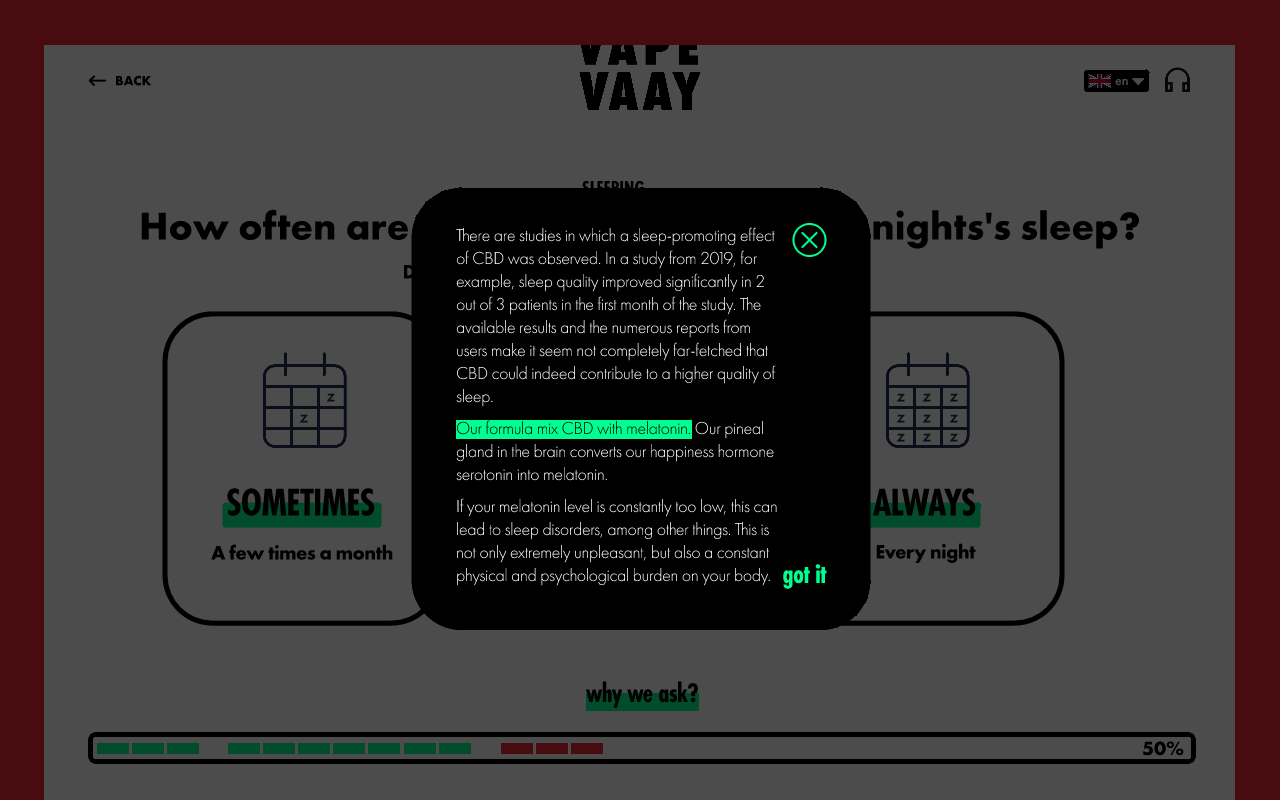 VAPE
VAAY
BACK
en
SLEEPING
How often are nights's sleep?
There are studies in which a sleep-promoting effect
of CBD was observed. In a study from 2019, for
example, sleep quality improved significantly in 2
out of 3 patients in the first month of the study. The
available results and the numerous reports from
users make it seem not completely far-fetched that
CBD could indeed contribute to a higher quality of
sleep.
Our formula mix CBD with melatonin. Our pineal
gland in the brain converts our happiness hormone
serotonin into melatonin.
If your melatonin level is constantly too low, this can
lead to sleep disorders, among other things. This is
not only extremely unpleasant, but also a constant
physical and psychological burden on your body.
got it
z
z
SOMETIMES
A few times a month
z z z
z z z
z z z
ALWAYS
Every night
why we ask?
50%